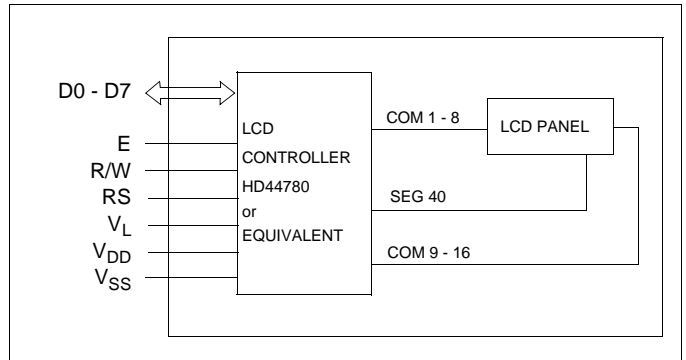 D0 - D7
E
R/W
RS
VL
VDD
VSS
LCD
CONTROLLER
HD44780
or
EQUIVALENT
COM 1 - 8
SEG 40
COM 9 - 16
LCD PANEL